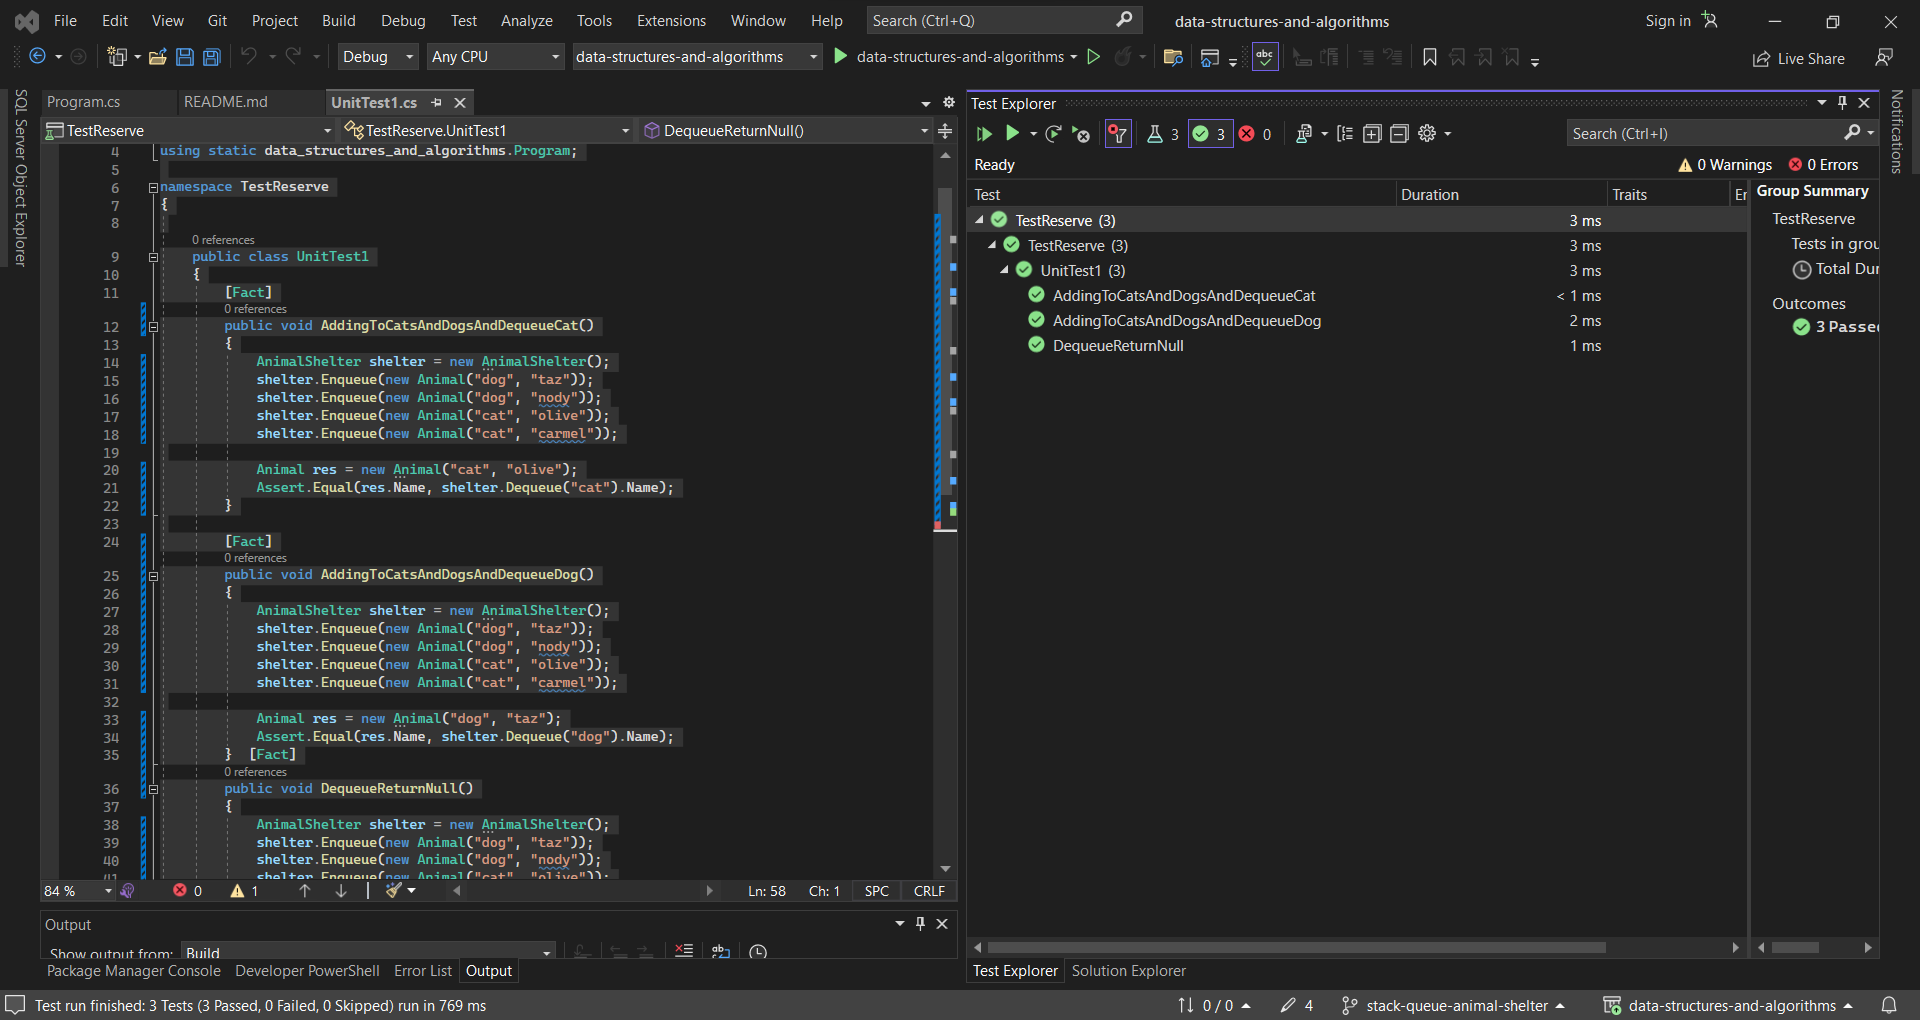 File Edit View Git Project Build Debug Test Analyze Tools Extensions Window Help Search (Ctrl+Q) data-structures-and-algorithms Sign in
Debug Any CPU data-structures-and-algorithms data-structures-and-algorithms abc Live Share
SQL Server Object Explorer
Program.cs README.md UnitTest1.cs
TestReserve TestReserve.UnitTest1 DequeueReturnNull()
4 using static data_structures_and_algorithms.Program;
5
6 namespace TestReserve
7 {
8
0 references
9 public class UnitTest1
10 {
11 [Fact]
0 references
12 public void AddingToCatsAndDogsAndDequeueCat()
13 {
14 AnimalShelter shelter = new AnimalShelter();
15 shelter.Enqueue(new Animal("dog", "taz"));
16 shelter.Enqueue(new Animal("dog", "nody"));
17 shelter.Enqueue(new Animal("cat", "olive"));
18 shelter.Enqueue(new Animal("cat", "carmel"));
19
20 Animal res = new Animal("cat", "olive");
21 Assert.Equal(res.Name, shelter.Dequeue("cat").Name);
22 }
23
24 [Fact]
0 references
25 public void AddingToCatsAndDogsAndDequeueDog()
26 {
27 AnimalShelter shelter = new AnimalShelter();
28 shelter.Enqueue(new Animal("dog", "taz"));
29 shelter.Enqueue(new Animal("dog", "nody"));
30 shelter.Enqueue(new Animal("cat", "olive"));
31 shelter.Enqueue(new Animal("cat", "carmel"));
32
33 Animal res = new Animal("dog", "taz");
34 Assert.Equal(res.Name, shelter.Dequeue("dog").Name);
35 } [Fact]
0 references
36 public void DequeueReturnNull()
37 {
38 AnimalShelter shelter = new AnimalShelter();
39 shelter.Enqueue(new Animal("dog", "taz"));
40 shelter.Enqueue(new Animal("dog", "nody"));
41 shelter.Enqueue(new Animal("cat", "olive"));
84 % 0 1 Ln: 58 Ch: 1 SPC CRLF
Output
Show output from: Build
Package Manager Console Developer PowerShell Error List Output
Test Explorer
3 3 0 Search (Ctrl+I)
Ready 0 Warnings 0 Errors
Test Duration Traits Er
TestReserve (3) 3 ms
TestReserve (3) 3 ms
UnitTest1 (3) 3 ms
AddingToCatsAndDogsAndDequeueCat < 1 ms
AddingToCatsAndDogsAndDequeueDog 2 ms
DequeueReturnNull 1 ms
Group Summary
TestReserve
Tests in grou
Total Dur
Outcomes
3 Passed
Test Explorer Solution Explorer
Notifications
Test run finished: 3 Tests (3 Passed, 0 Failed, 0 Skipped) run in 769 ms 0 / 0 4 stack-queue-animal-shelter data-structures-and-algorithms